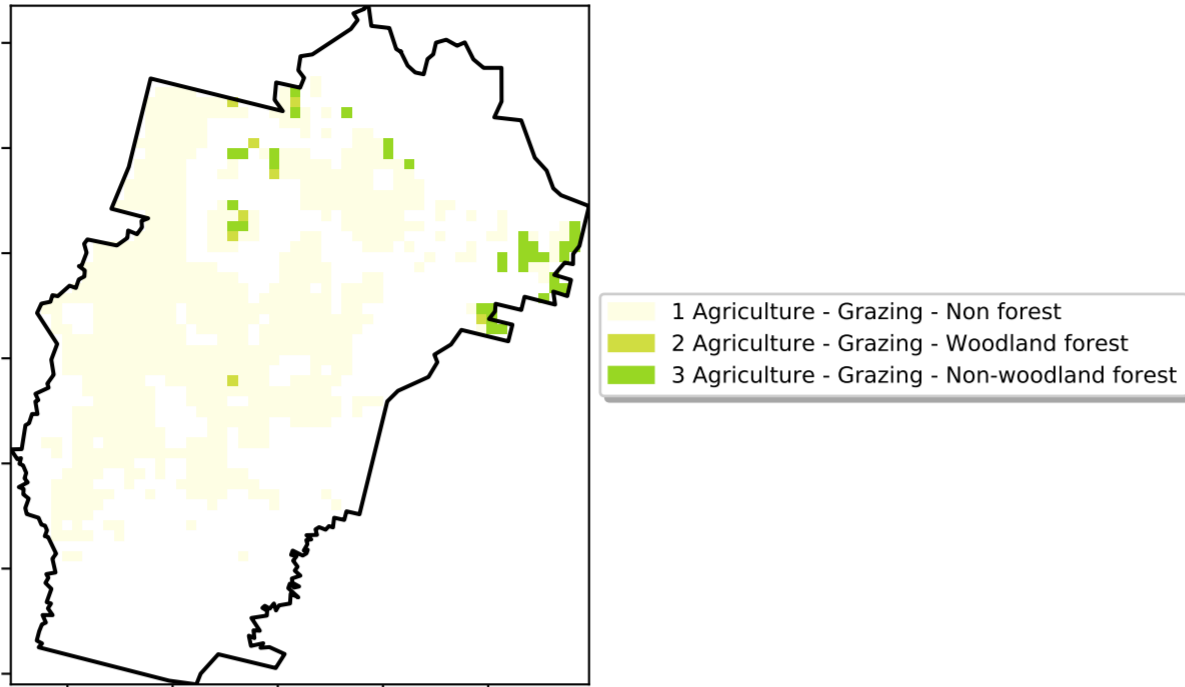 1 Agriculture - Grazing - Non forest
2 Agriculture - Grazing - Woodland forest
3 Agriculture - Grazing - Non-woodland forest